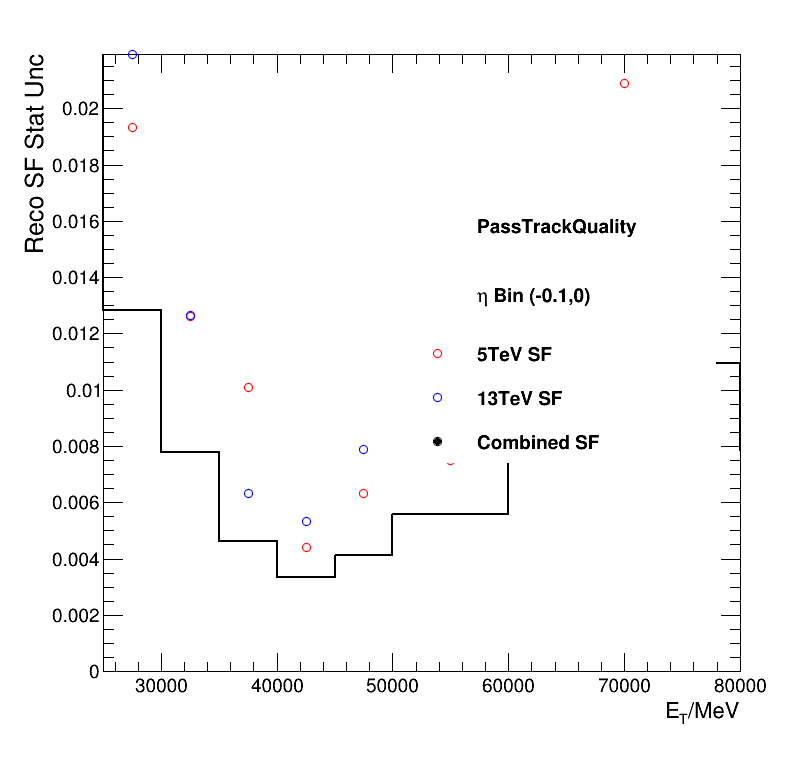 Reco SF Stat Unc
0.02
0.018
0.016
0.014
0.012
0.01
0.008
0.006
0.004
0.002
0
PassTrackQuality
η Bin (-0.1,0)
5TeV SF
13TeV SF
Combined SF
30000 40000 50000 60000 70000 80000
E_T/MeV